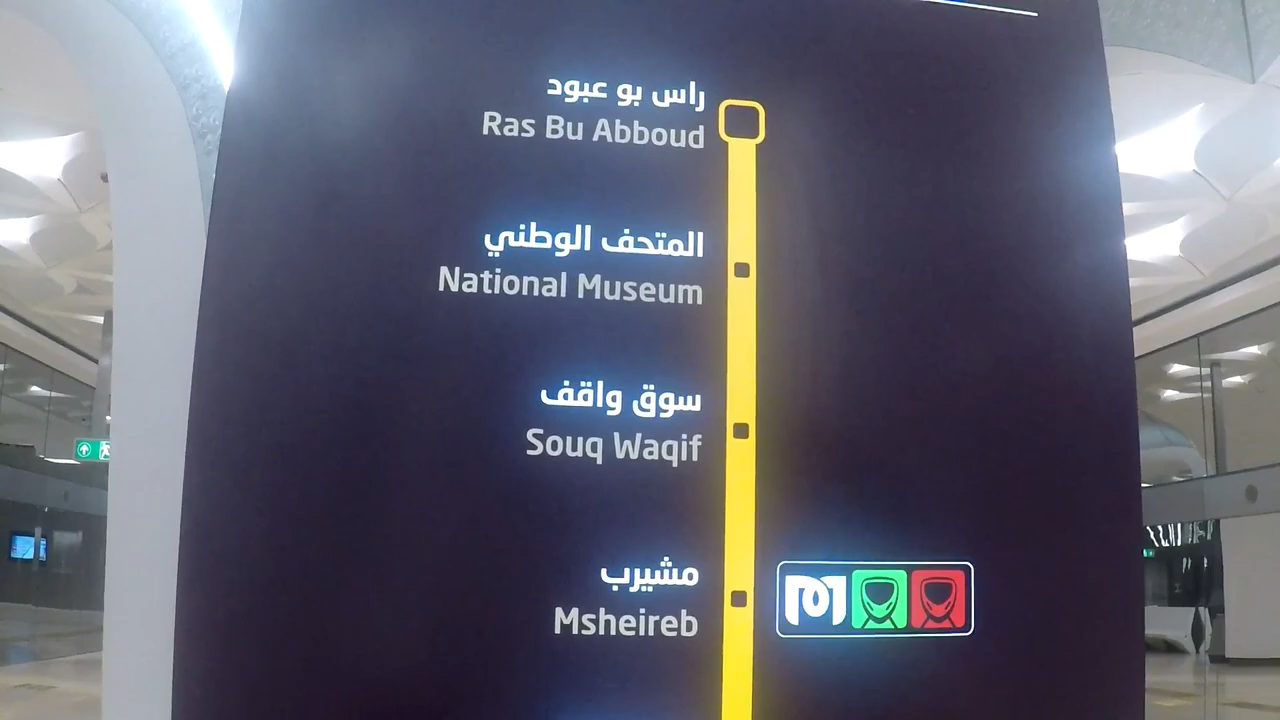 راس بو عبود
Ras Bu Abboud
المتحف الوطني
National Museum
سوق واقف
Souq Waqif
مشيرب
Msheireb